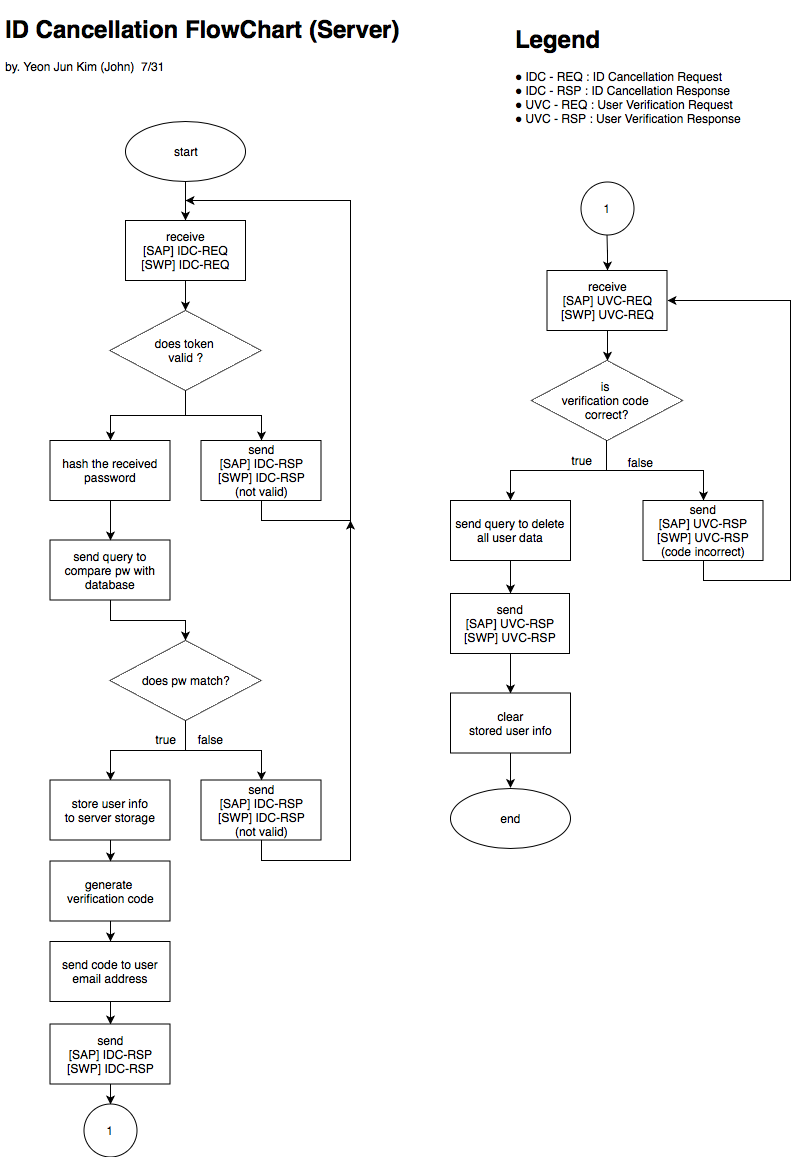 ID Cancellation FlowChart (Server)
by. Yeon Jun Kim (John)  7/31
Legend
● IDC - REQ : ID Cancellation Request
● IDC - RSP : ID Cancellation Response
● UVC - REQ : User Verification Request
● UVC - RSP : User Verification Response
start
receive
[SAP] IDC-REQ
[SWP] IDC-REQ
does token
valid ?
hash the received
password
send
[SAP] IDC-RSP
[SWP] IDC-RSP
(not valid)
send query to
compare pw with
database
does pw match?
true
false
store user info
to server storage
send
[SAP] IDC-RSP
[SWP] IDC-RSP
(not valid)
generate
verification code
send code to user
email address
send
[SAP] IDC-RSP
[SWP] IDC-RSP
1
1
receive
[SAP] UVC-REQ
[SWP] UVC-REQ
is
verification code
correct?
true
false
send query to delete
all user data
send
[SAP] UVC-RSP
[SWP] UVC-RSP
(code incorrect)
send
[SAP] UVC-RSP
[SWP] UVC-RSP
clear
stored user info
end